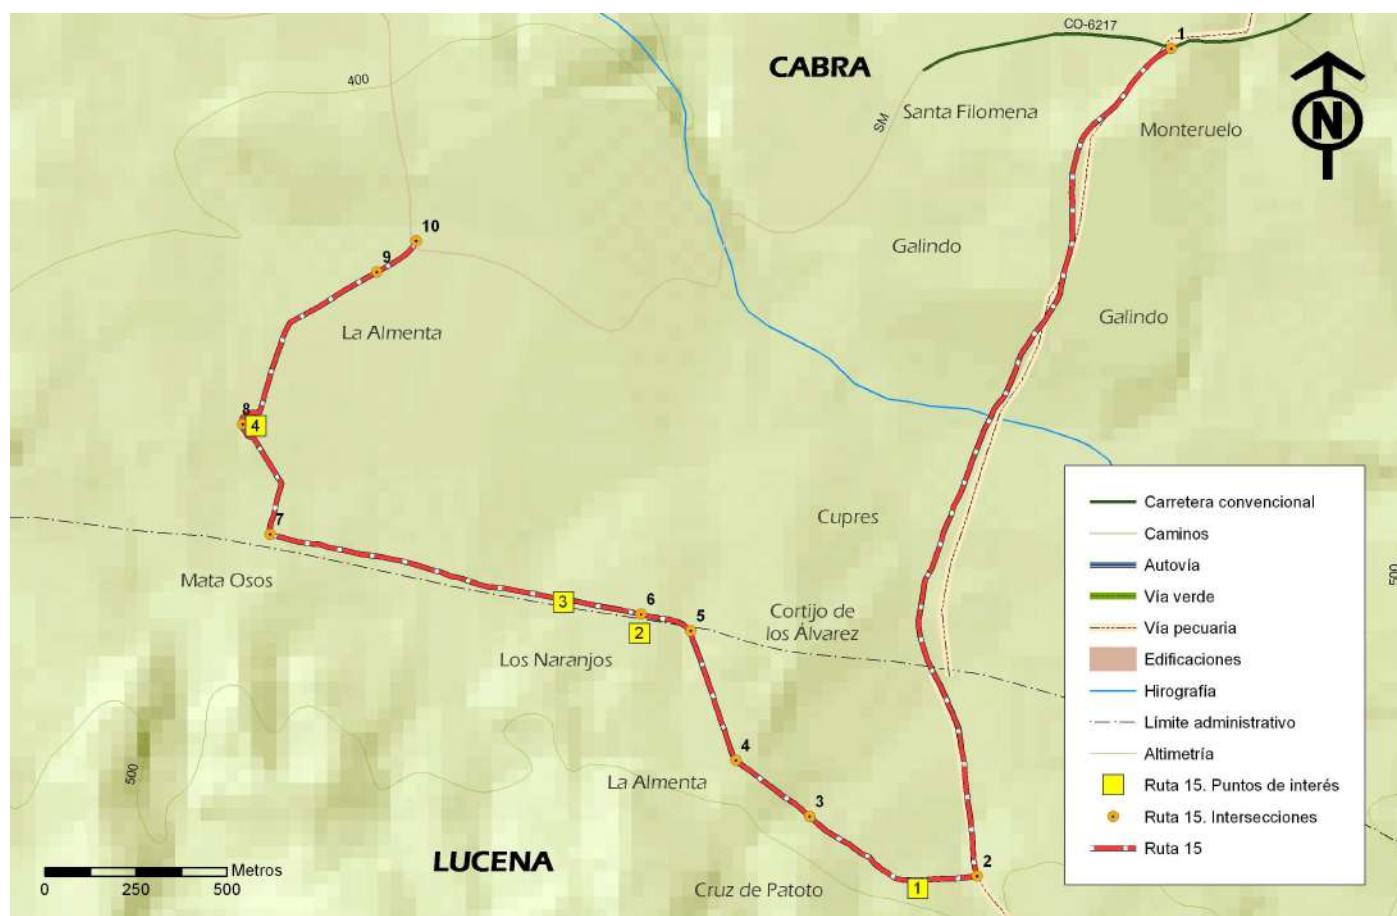 CO-6217
1
CABRA
400
SM
Santa Filomena
Monteruelo
N
10
Galindo
9
Galindo
La Almenta
8
4
Cupres
7
Mata Osos
3
6
5
2
Cortijo de
los Álvarez
Los Naranjos
500
4
La Almenta
500
3
LUCENA
2
1
Cruz de Patoto
Metros
0 250 500
Carretera convencional
Caminos
Autovía
Vía verde
Vía pecuaria
Edificaciones
Hirografía
Límite administrativo
Altimetría
Ruta 15. Puntos de interés
Ruta 15. Intersecciones
Ruta 15